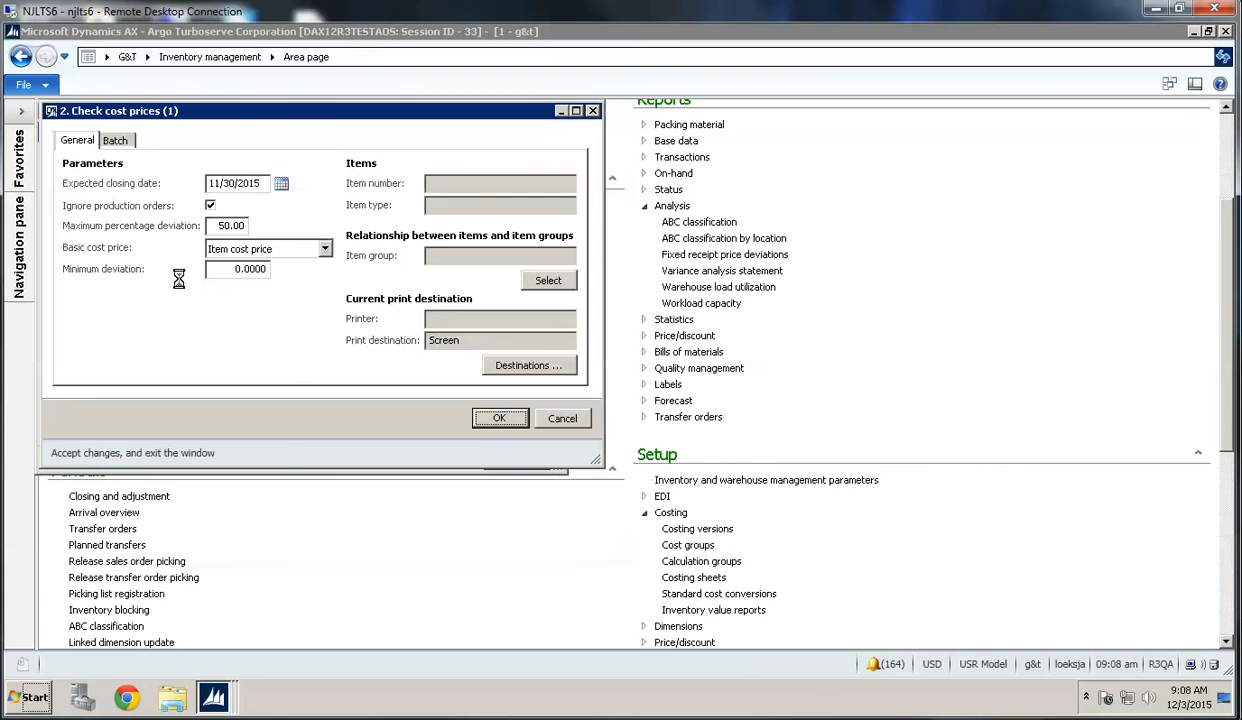 NJLTS6 - njlts6 - Remote Desktop Connection
Microsoft Dynamics AX - Argo Turboserve Corporation [DAX12R3TESTAOS: Session ID - 33] - [1 - g&t]
G&T Inventory management Area page
File
Favorites
Navigation pane
2. Check cost prices (1)
General Batch
Parameters
Expected closing date: 11/30/2015
Ignore production orders:
Maximum percentage deviation: 50.00
Basic cost price: Item cost price
Minimum deviation: 0.0000
Items
Item number:
Item type:
Relationship between items and item groups
Item group:
Select
Current print destination
Printer:
Print destination: Screen
Destinations ...
OK Cancel
Accept changes, and exit the window
Closing and adjustment
Arrival overview
Transfer orders
Planned transfers
Release sales order picking
Release transfer order picking
Picking list registration
Inventory blocking
ABC classification
Linked dimension update
Reports
Packing material
Base data
Transactions
On-hand
Status
Analysis
ABC classification
ABC classification by location
Fixed receipt price deviations
Variance analysis statement
Warehouse load utilization
Workload capacity
Statistics
Price/discount
Bills of materials
Quality management
Labels
Forecast
Transfer orders
Setup
Inventory and warehouse management parameters
EDI
Costing
Costing versions
Cost groups
Calculation groups
Costing sheets
Standard cost conversions
Inventory value reports
Dimensions
Price/discount
(164) USD USR Model g&t loeksja 09:08 am R3QA
Start
9:08 AM
12/3/2015